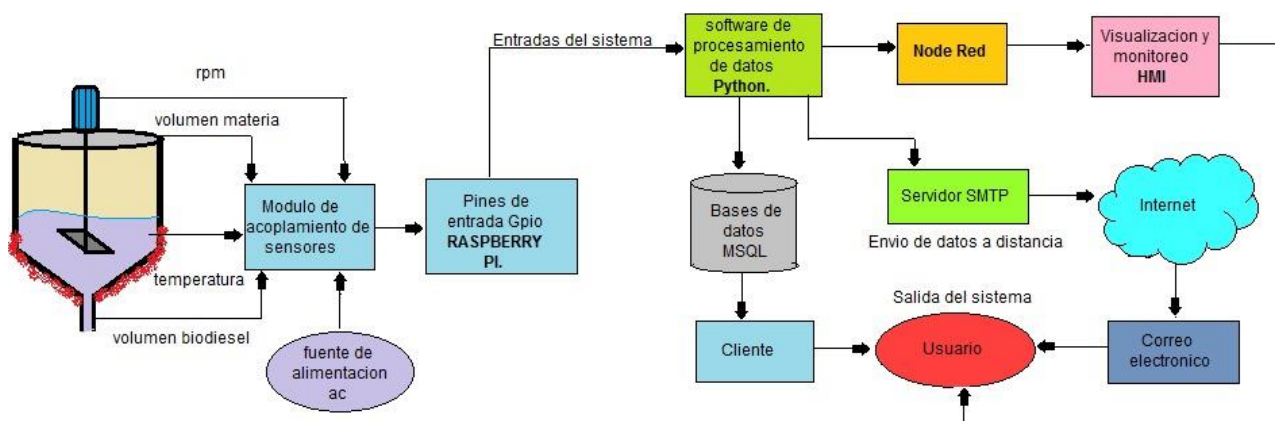 rpm
volumen materia
temperatura
volumen biodiesel
Modulo de
acoplamiento de
sensores
fuente de
alimentacion
ac
Pines de
entrada Gpio
RASPBERRY
PI.
Entradas del sistema
software de
procesamiento
de datos
Python.
Node Red
Visualizacion y
monitoreo
HMI
Bases de
datos
MSQL
Servidor SMTP
Envio de datos a distancia
Internet
Cliente
Salida del sistema
Usuario
Correo
electronico